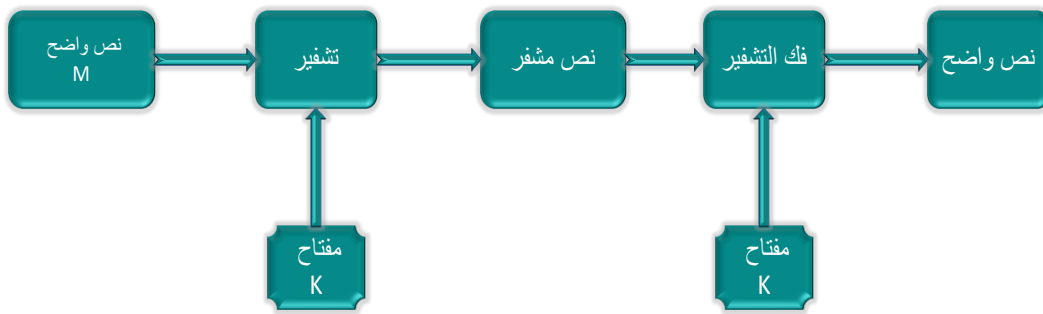 نص واضح
M
تشفير
نص مشفر
فك التشفير
نص واضح
مفتاح
K
مفتاح
K